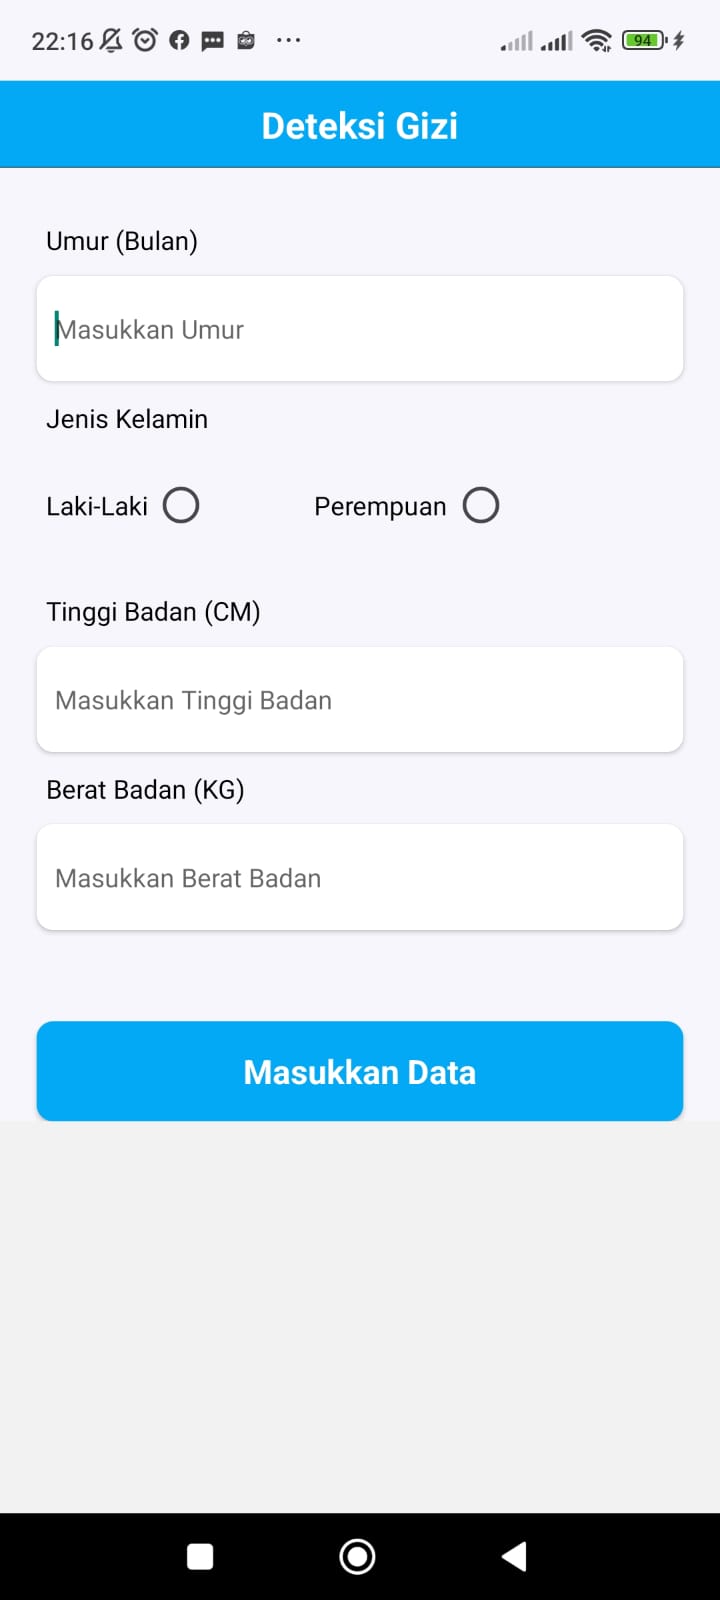 22:16
94
Deteksi Gizi
Umur (Bulan)
Masukkan Umur
Jenis Kelamin
Laki-Laki Perempuan
Tinggi Badan (CM)
Masukkan Tinggi Badan
Berat Badan (KG)
Masukkan Berat Badan
Masukkan Data